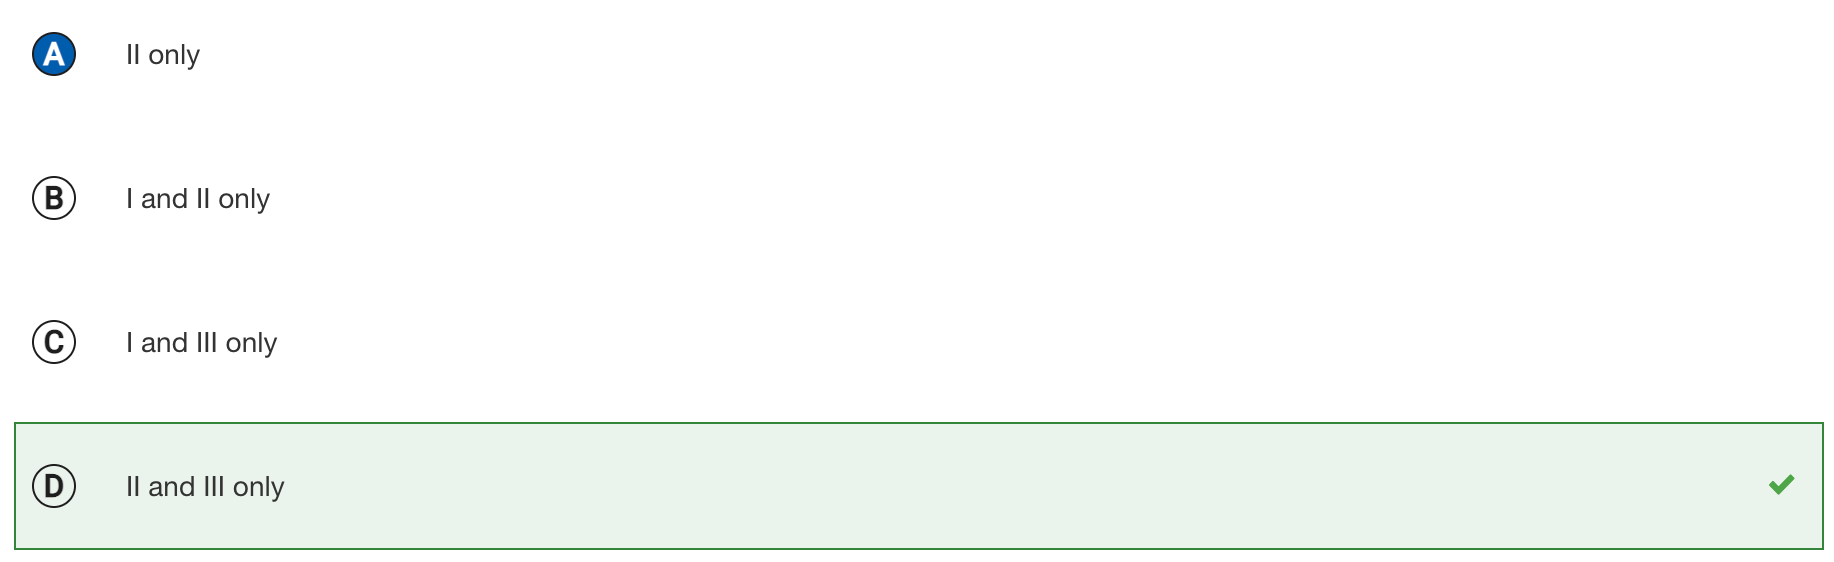 A II only
B I and II only
C I and III only
D II and III only